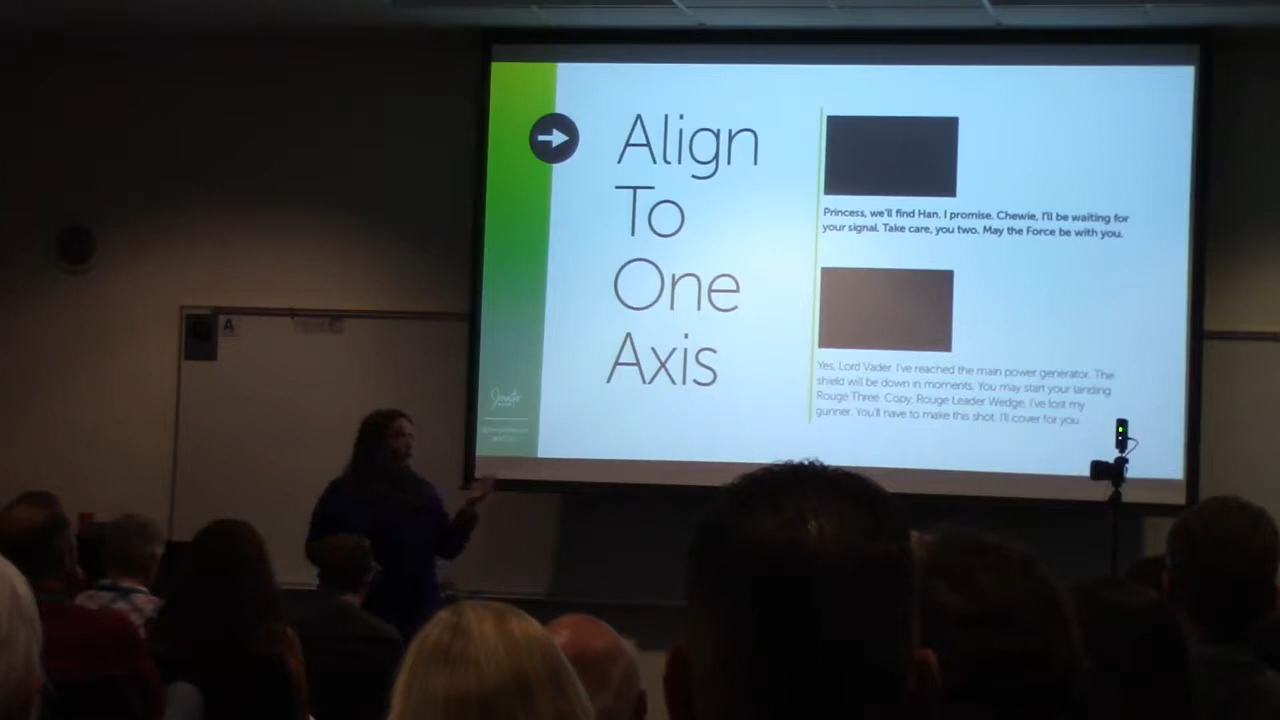 Align
To
One
Axis
Princess, we'll find Han. I promise. Chewie, I'll be waiting for
your signal. Take care, you two. May the Force be with you.
Yes, Lord Vader. I've reached the main power generator. The
shield will be down in moments. You may start your landing
Rouge Three. Copy, Rouge Leader Wedge, I've lost my
gunner. You'll have to make this shot. I'll cover for you.
Jennifer
A